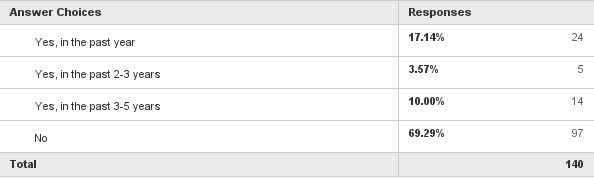 Answer Choices Responses
Yes, in the past year 17.14% 24
Yes, in the past 2-3 years 3.57% 5
Yes, in the past 3-5 years 10.00% 14
No 69.29% 97
Total 140